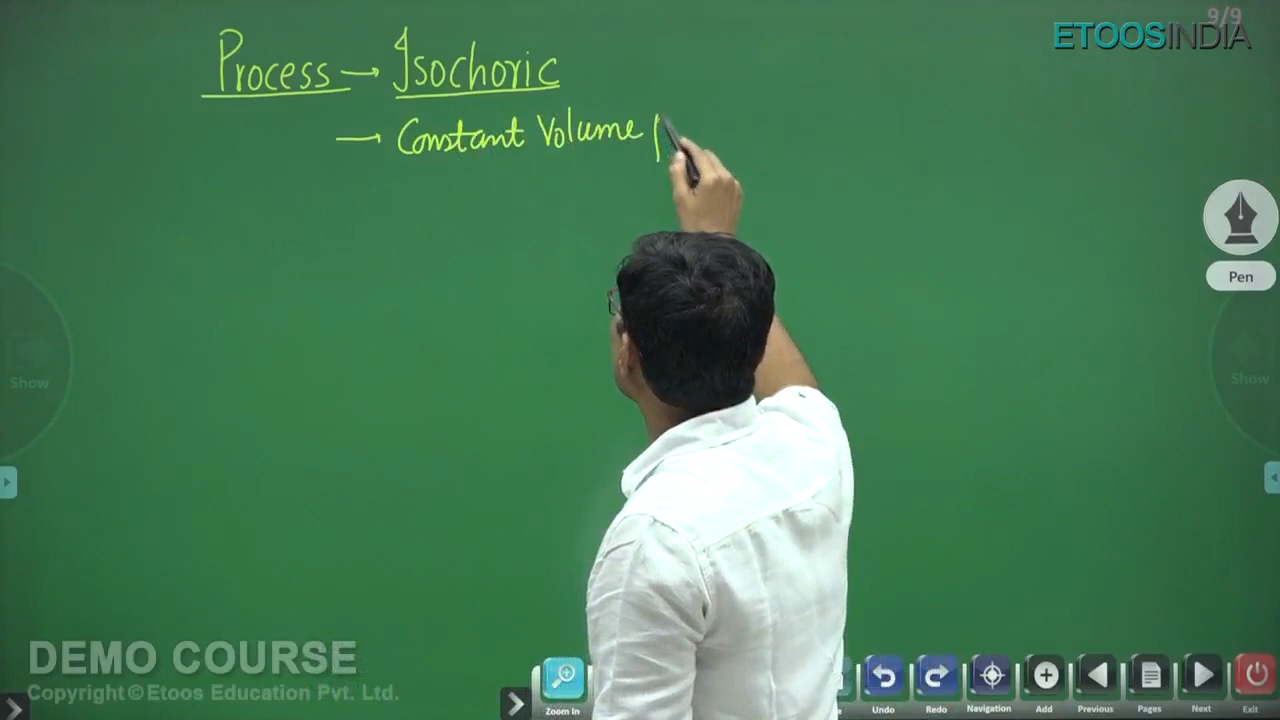 9/9
ETOOSINDIA
Process → Isochoric
→ Constant Volume
Pen
Show
Show
DEMO COURSE
Copyright © Etoos Education Pvt. Ltd.
Zoom In
Undo
Redo
Navigation
Add
Previous
Pages
Next
Exit